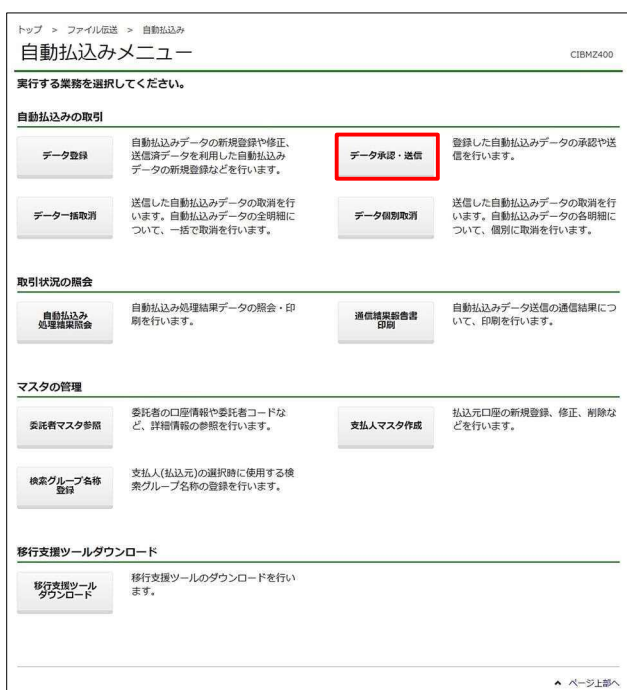 トップ > ファイル伝送 > 自動払込み
自動払込みメニュー
CIBMZ400
実行する業務を選択してください。
自動払込みの取引
データ登録
自動払込みデータの新規登録や修正、
送信済データを利用した自動払込み
データの新規登録などを行います。
データ承認・送信
登録した自動払込みデータの承認や送
信を行います。
データ一括取消
送信した自動払込みデータの取消を行
います。自動払込みデータの全明細に
ついて、一括で取消を行います。
データ個別取消
送信した自動払込みデータの取消を行
います。自動払込みデータの各明細に
ついて、個別に取消を行います。
取引状況の照会
自動払込み
処理結果照会
自動払込み処理結果データの照会・印
刷を行います。
通信結果報告書
印刷
自動払込みデータ送信の通信結果につ
いて、印刷を行います。
マスタの管理
委託者マスタ参照
委託者の口座情報や委託者コードな
ど、詳細情報の参照を行います。
支払人マスタ作成
払込元口座の新規登録、修正、削除な
どを行います。
検索グループ名称
登録
支払人(払込元)の選択時に使用する検
索グループ名称の登録を行います。
移行支援ツールダウンロード
移行支援ツール
ダウンロード
移行支援ツールのダウンロードを行い
ます。
ページ上部へ